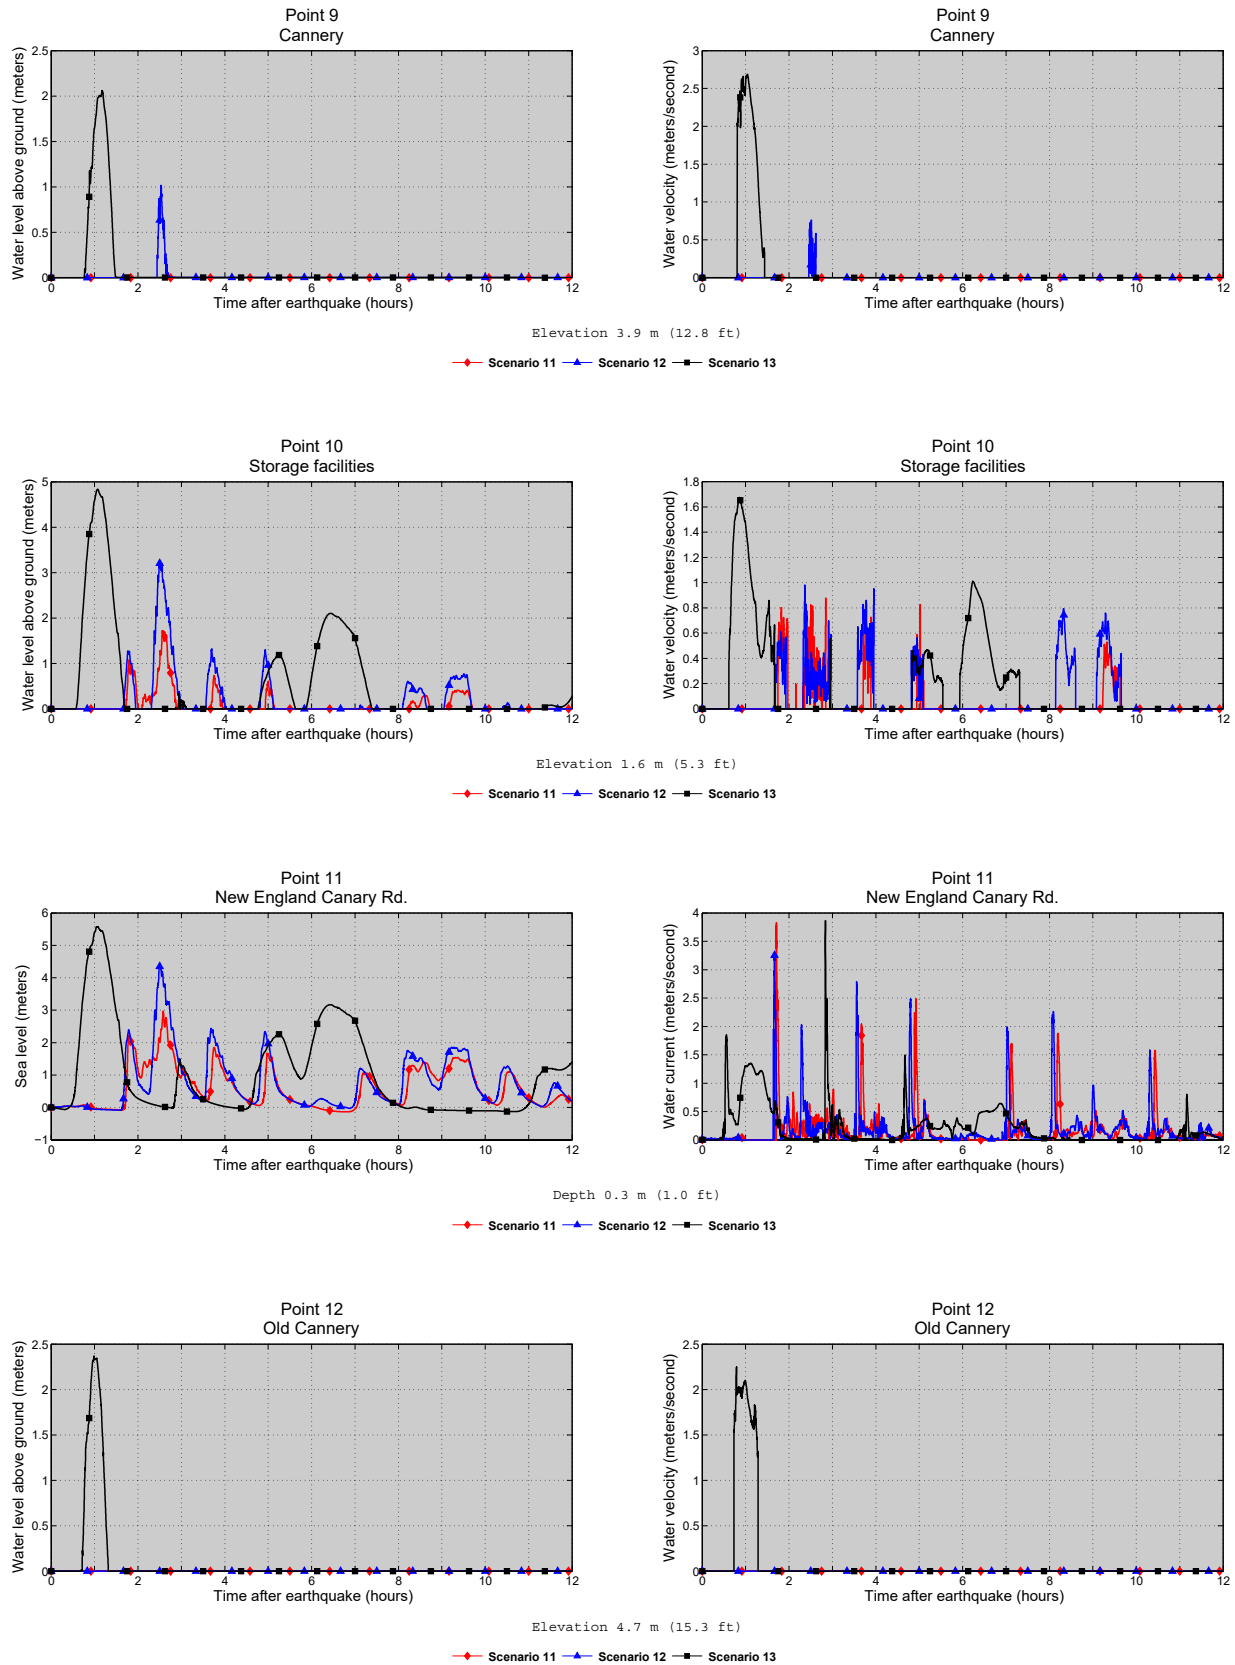 Point 9
Cannery
Water level above ground (meters)
2.5
2
1.5
1
0.5
0
0 2 4 6 8 10 12
Time after earthquake (hours)
Point 9
Cannery
Water velocity (meters/second)
3
2.5
2
1.5
1
0.5
0
0 2 4 6 8 10 12
Time after earthquake (hours)
Elevation 3.9 m (12.8 ft)
Scenario 11 Scenario 12 Scenario 13
Point 10
Storage facilities
Water level above ground (meters)
5
4
3
2
1
0
0 2 4 6 8 10 12
Time after earthquake (hours)
Point 10
Storage facilities
Water velocity (meters/second)
1.8
1.6
1.4
1.2
1
0.8
0.6
0.4
0.2
0
0 2 4 6 8 10 12
Time after earthquake (hours)
Elevation 1.6 m (5.3 ft)
Scenario 11 Scenario 12 Scenario 13
Point 11
New England Canary Rd.
Sea level (meters)
6
5
4
3
2
1
0
−1
0 2 4 6 8 10 12
Time after earthquake (hours)
Point 11
New England Canary Rd.
Water current (meters/second)
4
3.5
3
2.5
2
1.5
1
0.5
0
0 2 4 6 8 10 12
Time after earthquake (hours)
Depth 0.3 m (1.0 ft)
Scenario 11 Scenario 12 Scenario 13
Point 12
Old Cannery
Water level above ground (meters)
2.5
2
1.5
1
0.5
0
0 2 4 6 8 10 12
Time after earthquake (hours)
Point 12
Old Cannery
Water velocity (meters/second)
2.5
2
1.5
1
0.5
0
0 2 4 6 8 10 12
Time after earthquake (hours)
Elevation 4.7 m (15.3 ft)
Scenario 11 Scenario 12 Scenario 13